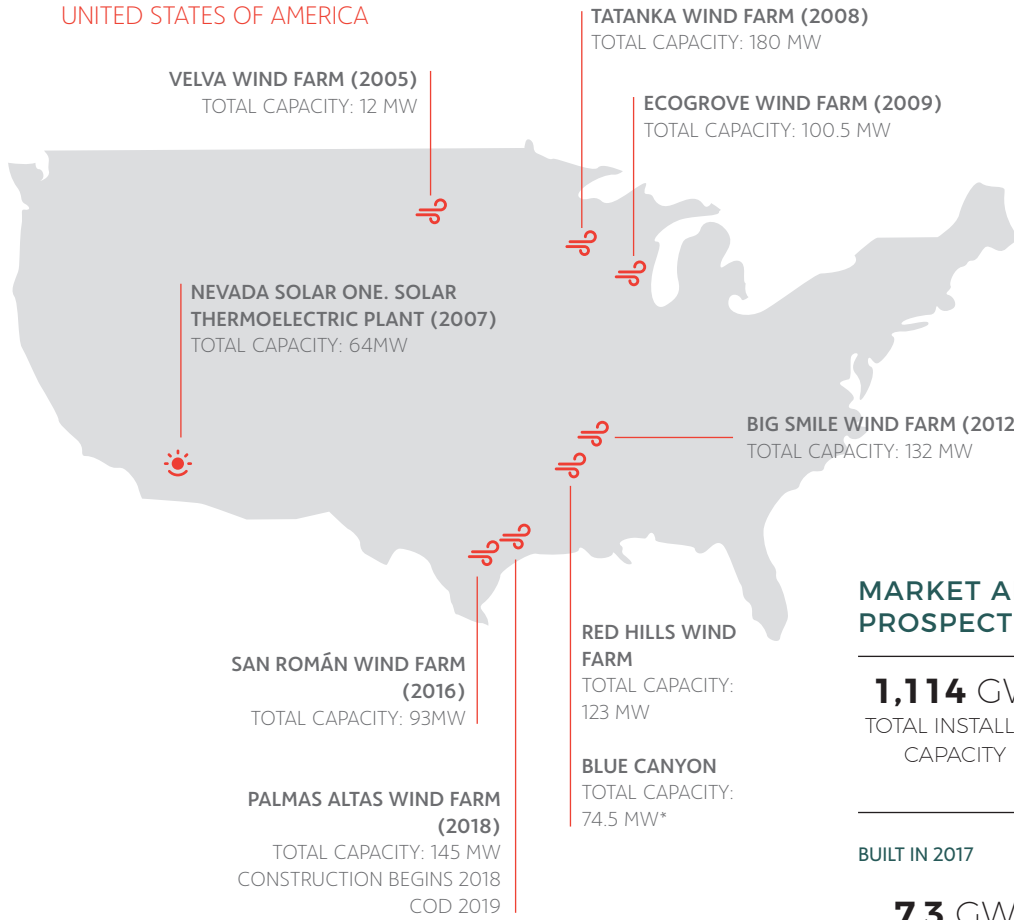 UNITED STATES OF AMERICA
TATANKA WIND FARM (2008)
TOTAL CAPACITY: 180 MW
VELVA WIND FARM (2005)
TOTAL CAPACITY: 12 MW
ECOGROVE WIND FARM (2009)
TOTAL CAPACITY: 100.5 MW
NEVADA SOLAR ONE. SOLAR
THERMOELECTRIC PLANT (2007)
TOTAL CAPACITY: 64MW
BIG SMILE WIND FARM (2012
TOTAL CAPACITY: 132 MW
SAN ROMÁN WIND FARM
(2016)
TOTAL CAPACITY: 93MW
RED HILLS WIND
FARM
TOTAL CAPACITY:
123 MW
BLUE CANYON
TOTAL CAPACITY:
74.5 MW*
PALMAS ALTAS WIND FARM
(2018)
TOTAL CAPACITY: 145 MW
CONSTRUCTION BEGINS 2018
COD 2019
MARKET A
PROSPECT
1,114 GW
TOTAL INSTALL
CAPACITY
BUILT IN 2017
7.3 GW